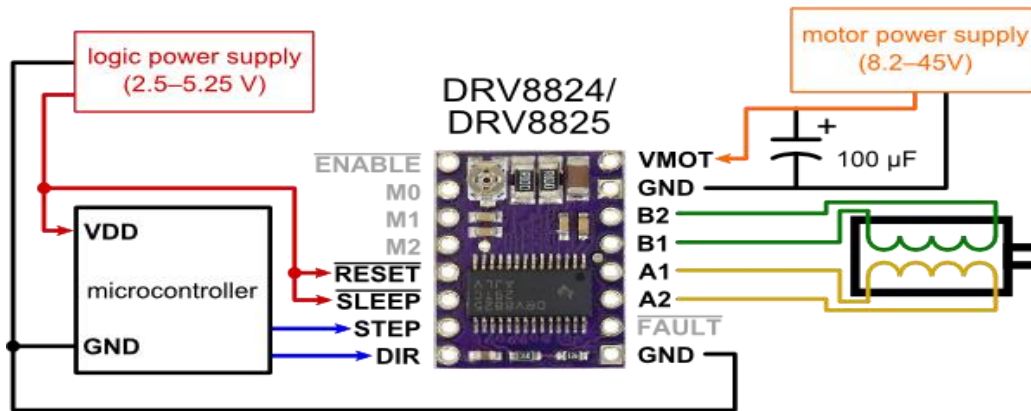 logic power supply
(2.5–5.25 V)
motor power supply
(8.2–45V)
DRV8824/
DRV8825
ENABLE
M0
M1
M2
RESET
SLEEP
STEP
DIR
VMOT
GND
B2
B1
A1
A2
FAULT
GND
+
100 µF
VDD
microcontroller
GND